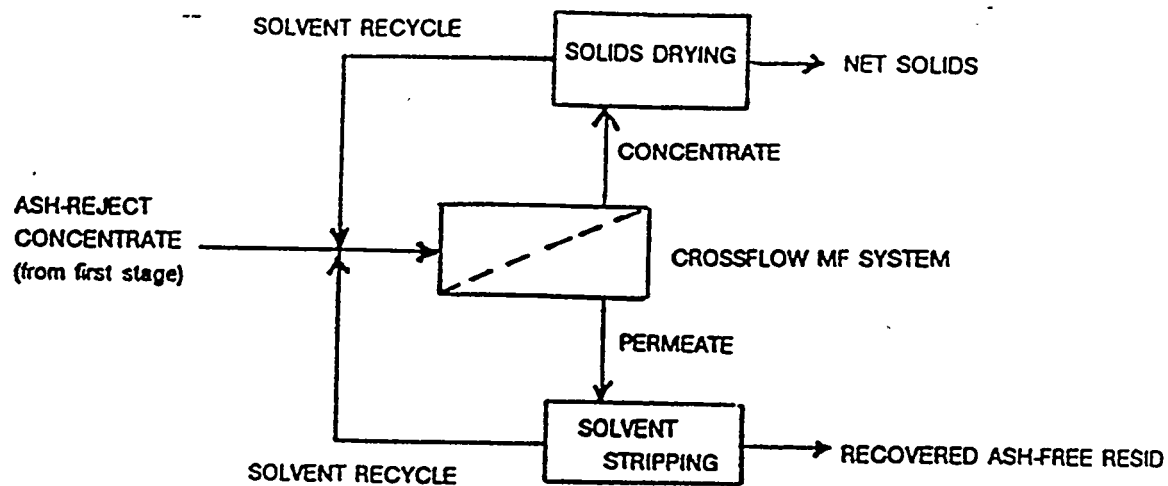 SOLVENT RECYCLE
SOLIDS DRYING
NET SOLIDS
CONCENTRATE
ASH-REJECT
CONCENTRATE
(from first stage)
CROSSFLOW MF SYSTEM
PERMEATE
SOLVENT
STRIPPING
SOLVENT RECYCLE
RECOVERED ASH-FREE RESID